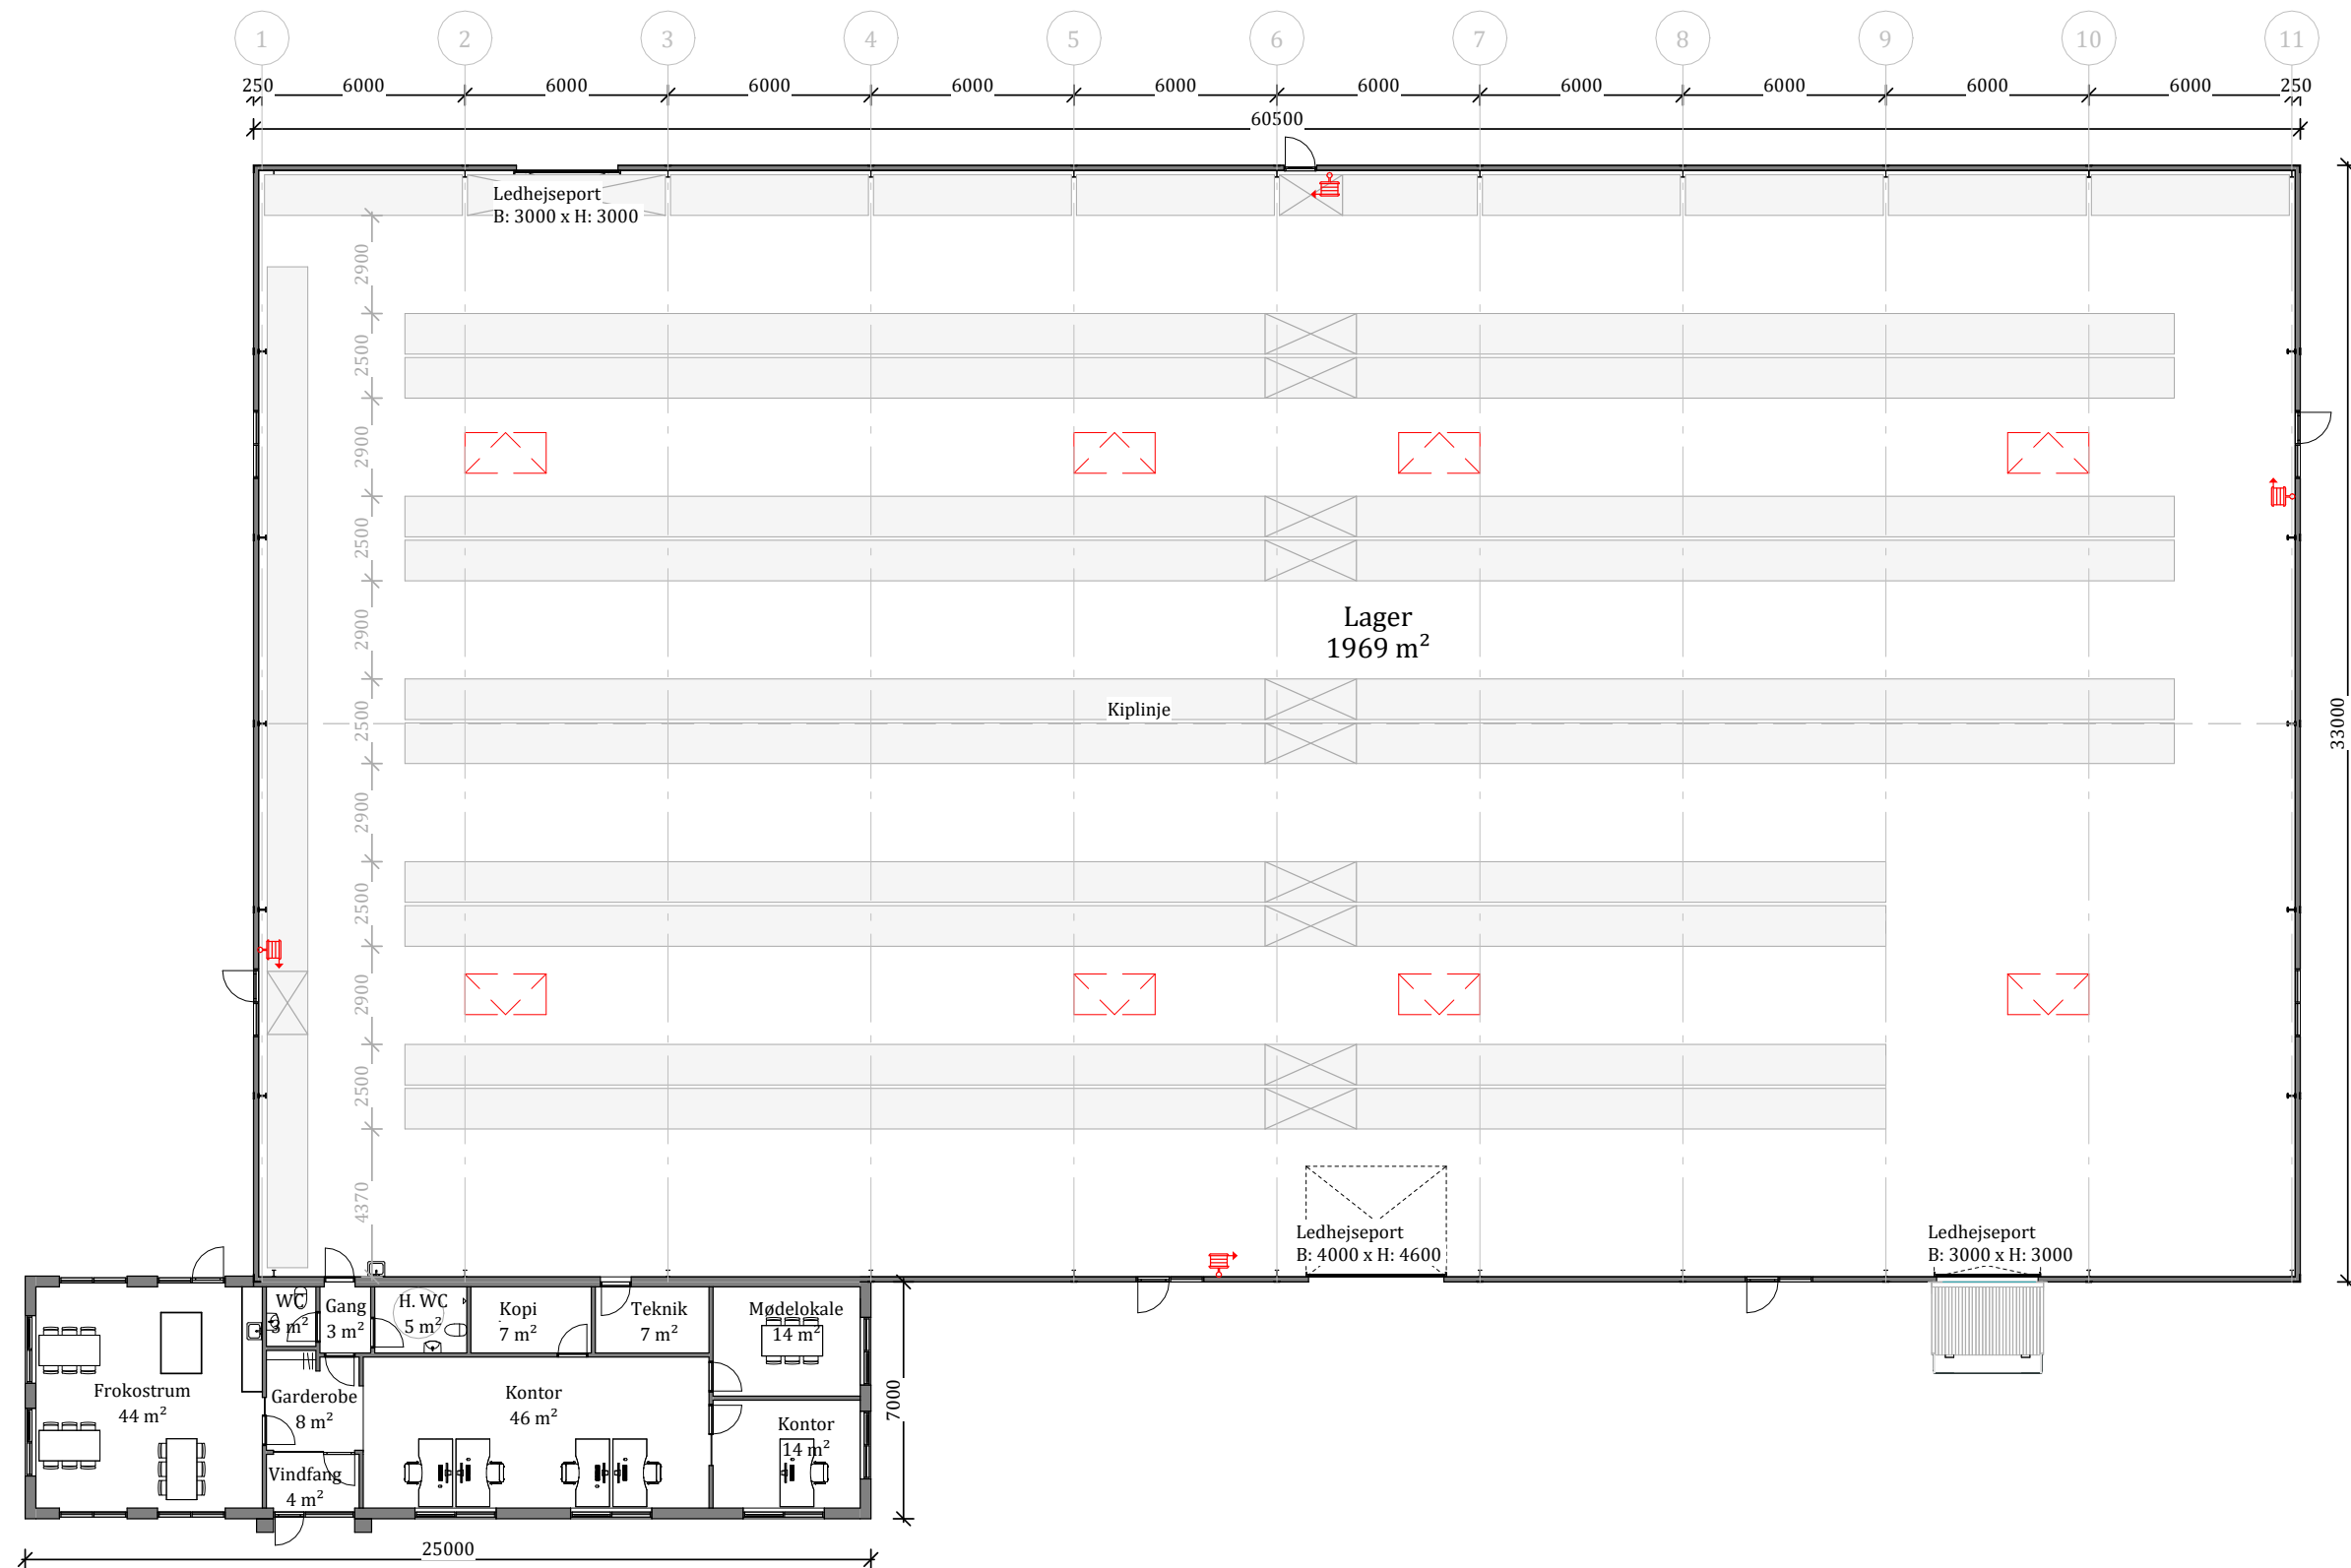 1 2 3 4 5 6 7 8 9 10 11
250 6000 6000 6000 6000 6000 6000 6000 6000 6000 6000 250
60500
Ledhejseport
B: 3000 x H: 3000
2900
2500
2900
2500
2900
2500
2900
2500
2900
2500
4370
Lager
1969 m²
Kiplinje
33000
Ledhejseport
B: 4000 x H: 4600
Ledhejseport
B: 3000 x H: 3000
WC
3 m²
Gang
3 m²
H. WC
5 m²
Kopi
7 m²
Teknik
7 m²
Mødelokale
14 m²
Frokostrum
44 m²
Garderobe
8 m²
Kontor
46 m²
Kontor
14 m²
Vindfang
4 m²
7000
25000